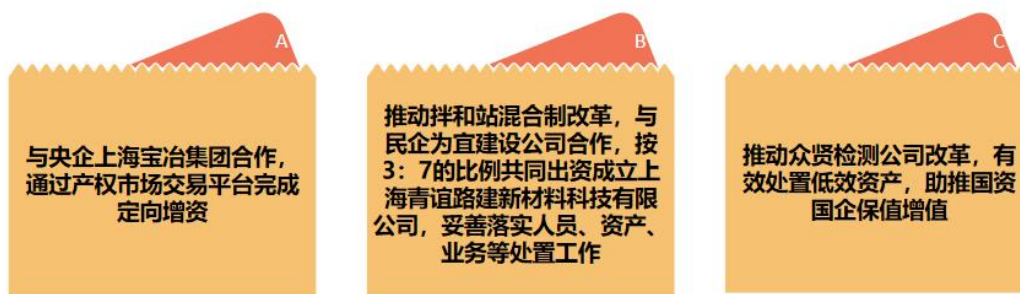 A
与央企上海宝冶集团合作，
通过产权市场交易平台完成
定向增资
B
推动拌和站混合制改革，与
民企为宜建设公司合作，按
3：7的比例共同出资成立上
海青谊路建新材料科技有限
公司，妥善落实人员、资产、
业务等处置工作
C
推动众贤检测公司改革，有
效处置低效资产，助推国资
国企保值增值